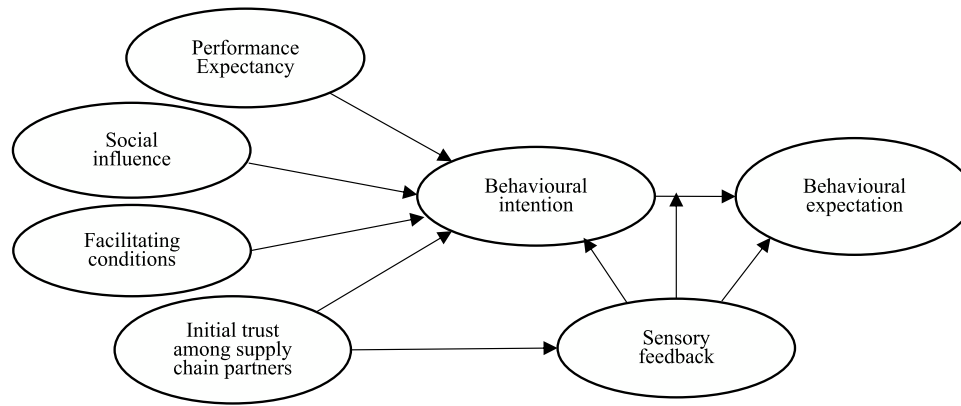 Performance
Expectancy
Social
influence
Facilitating
conditions
Initial trust
among supply
chain partners
Behavioural
intention
Sensory
feedback
Behavioural
expectation